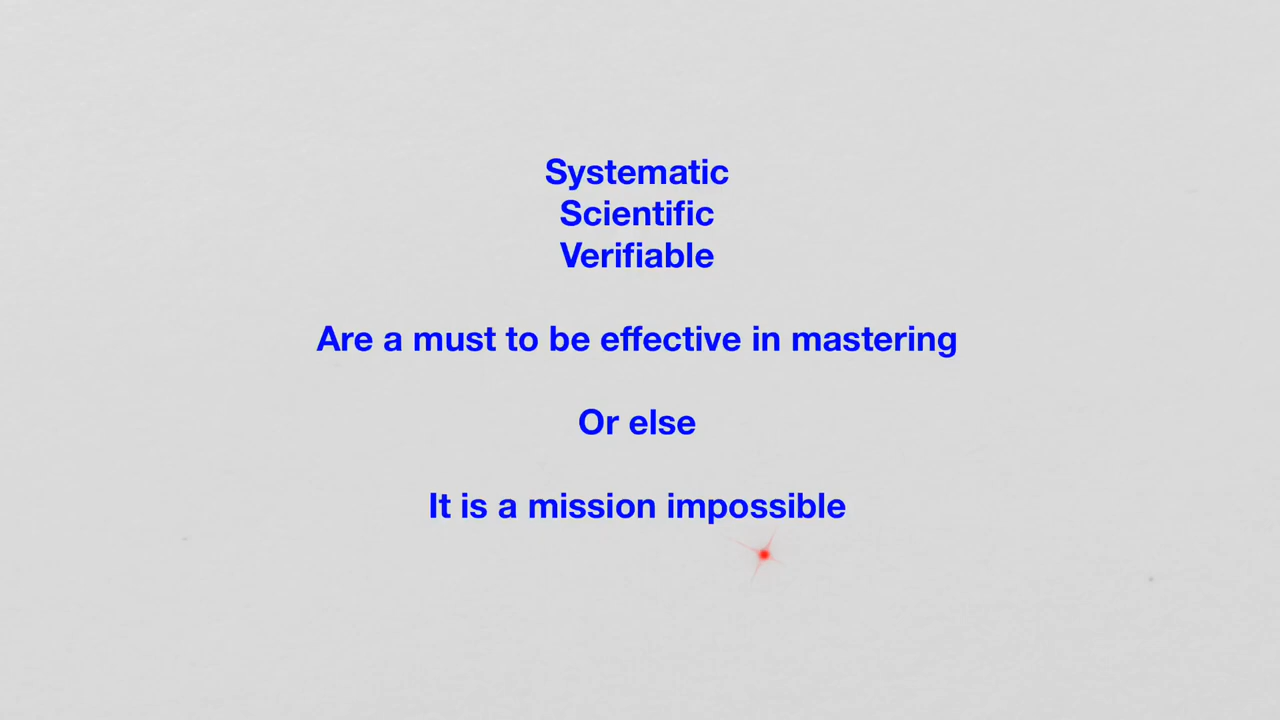 Systematic
Scientific
Verifiable
Are a must to be effective in mastering
Or else
It is a mission impossible